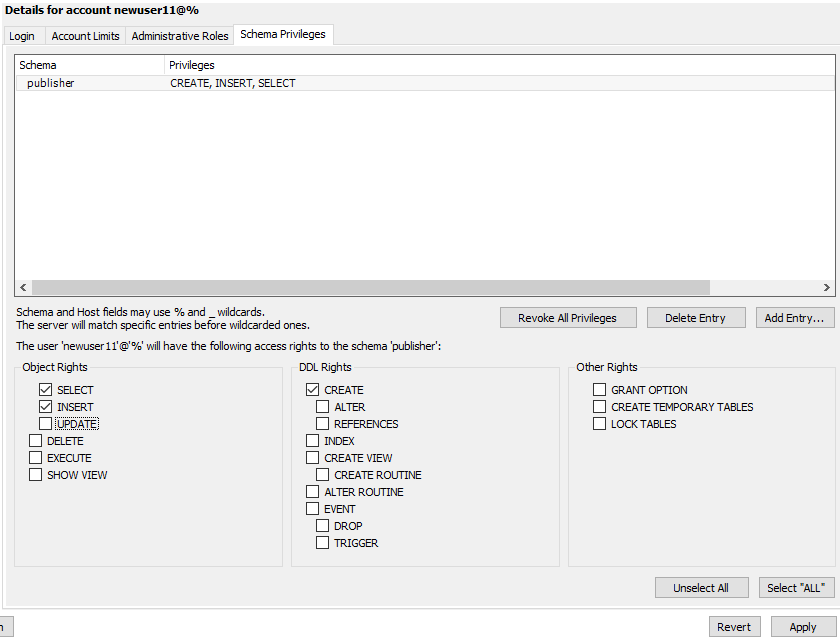 Details for account newuser11@%
Login Account Limits Administrative Roles Schema Privileges
Schema Privileges
publisher CREATE, INSERT, SELECT
Schema and Host fields may use % and _ wildcards.
The server will match specific entries before wildcarded ones.
Revoke All Privileges Delete Entry Add Entry...
The user 'newuser11'@'%' will have the following access rights to the schema 'publisher':
Object Rights
SELECT
INSERT
UPDATE
DELETE
EXECUTE
SHOW VIEW
DDL Rights
CREATE
ALTER
REFERENCES
INDEX
CREATE VIEW
CREATE ROUTINE
ALTER ROUTINE
EVENT
DROP
TRIGGER
Other Rights
GRANT OPTION
CREATE TEMPORARY TABLES
LOCK TABLES
Unselect All Select "ALL"
Revert Apply